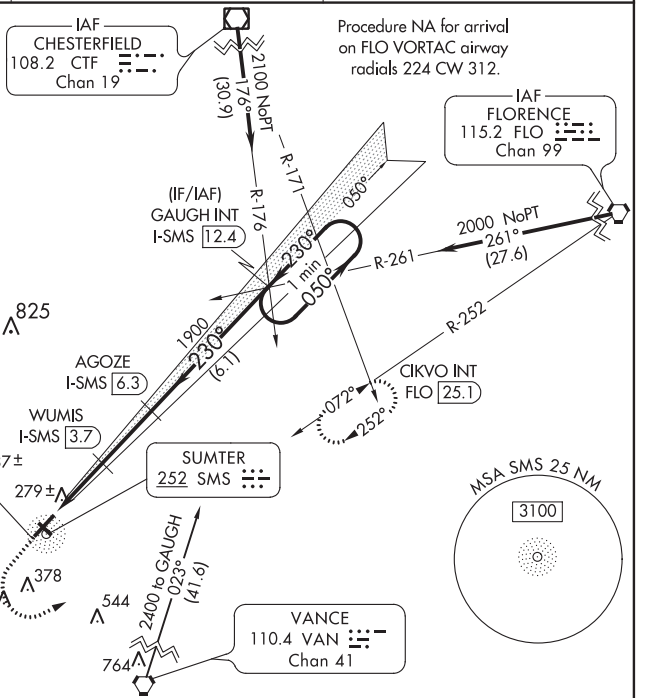 IAF
CHESTERFIELD
108.2 CTF
Chan 19
Procedure NA for arrival
on FLO VORTAC airway
radials 224 CW 312.
2100 NoPT
176°
(30.9)
R-171
R-176
IAF
FLORENCE
115.2 FLO
Chan 99
(IF/IAF)
GAUGH INT
I-SMS 12.4
050°
230°
1 min
050°
2000 NoPT
261°
(27.6)
R-261
R-252
825
1900
230°
(6.1)
AGOZE
I-SMS 6.3
CIKVO INT
FLO 25.1
072°
252°
WUMIS
I-SMS 3.7
7±
279±
SUMTER
252 SMS
MSA SMS 25 NM
3100
378
544
2400 to GAUGH
023°
(41.6)
764
VANCE
110.4 VAN
Chan 41